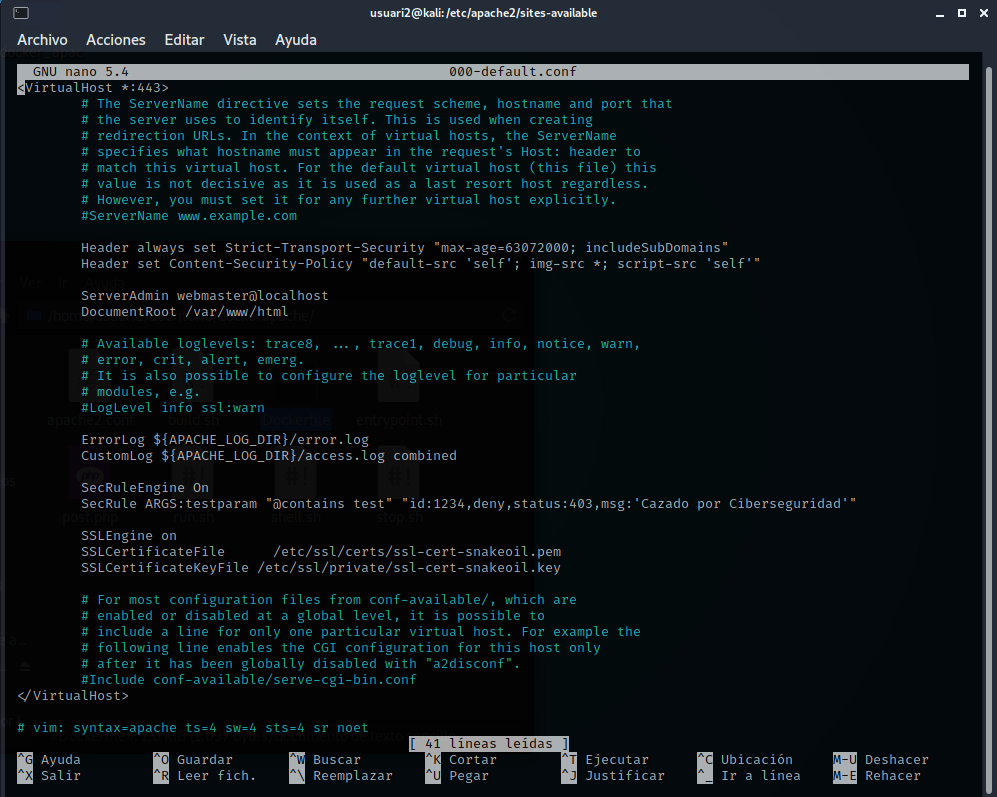 usuari2@kali:/etc/apache2/sites-available
Archivo Acciones Editar Vista Ayuda
GNU nano 5.4 000-default.conf
<VirtualHost *:443>
# The ServerName directive sets the request scheme, hostname and port that
# the server uses to identify itself. This is used when creating
# redirection URLs. In the context of virtual hosts, the ServerName
# specifies what hostname must appear in the request's Host: header to
# match this virtual host. For the default virtual host (this file) this
# value is not decisive as it is used as a last resort host regardless.
# However, you must set it for any further virtual host explicitly.
#ServerName www.example.com
Header always set Strict-Transport-Security "max-age=63072000; includeSubDomains"
Header set Content-Security-Policy "default-src 'self'; img-src *; script-src 'self'"
ServerAdmin webmaster@localhost
DocumentRoot /var/www/html
# Available loglevels: trace8, ..., trace1, debug, info, notice, warn,
# error, crit, alert, emerg.
# It is also possible to configure the loglevel for particular
# modules, e.g.
#LogLevel info ssl:warn
ErrorLog ${APACHE_LOG_DIR}/error.log
CustomLog ${APACHE_LOG_DIR}/access.log combined
SecRuleEngine On
SecRule ARGS:testparam "@contains test" "id:1234,deny,status:403,msg:'Cazado por Ciberseguridad'"
SSLEngine on
SSLCertificateFile /etc/ssl/certs/ssl-cert-snakeoil.pem
SSLCertificateKeyFile /etc/ssl/private/ssl-cert-snakeoil.key
# For most configuration files from conf-available/, which are
# enabled or disabled at a global level, it is possible to
# include a line for only one particular virtual host. For example the
# following line enables the CGI configuration for this host only
# after it has been globally disabled with "a2disconf".
#Include conf-available/serve-cgi-bin.conf
</VirtualHost>
# vim: syntax=apache ts=4 sw=4 sts=4 sr noet
[ 41 líneas leídas ]
^G Ayuda ^O Guardar ^W Buscar ^K Cortar ^T Ejecutar ^C Ubicación M-U Deshacer
^X Salir ^R Leer fich. ^\ Reemplazar ^U Pegar ^J Justificar ^_ Ir a línea M-E Rehacer